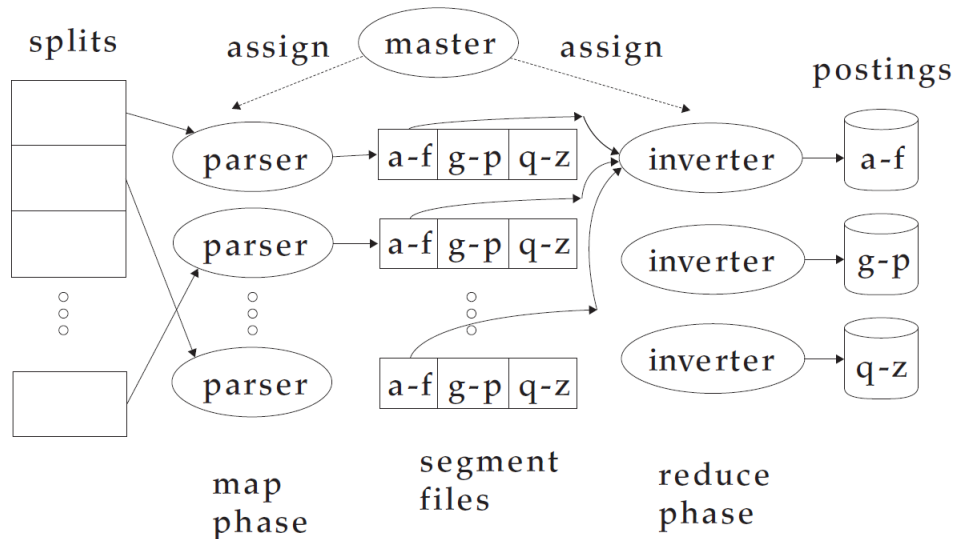 splits
assign
master
assign
postings
parser
a-f g-p q-z
inverter
a-f
parser
a-f g-p q-z
inverter
g-p
parser
a-f g-p q-z
inverter
q-z
map
phase
segment
files
reduce
phase